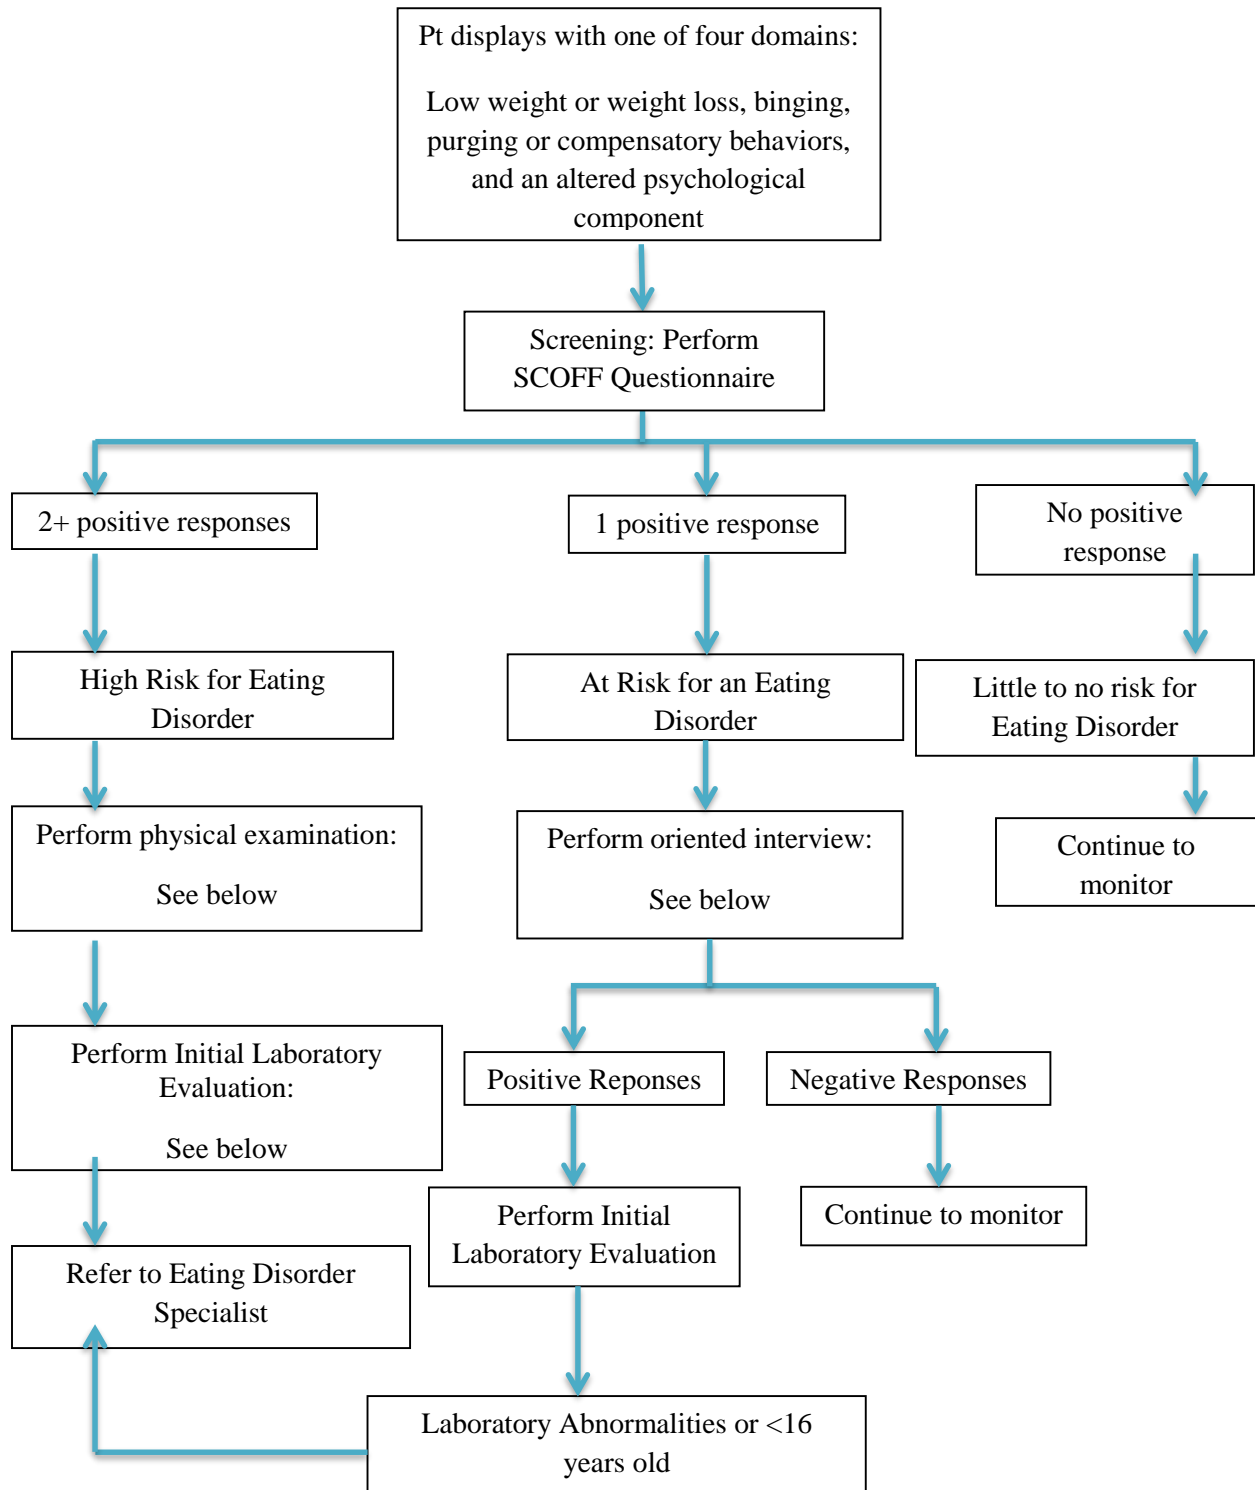 Pt displays with one of four domains:
Low weight or weight loss, binging,
purging or compensatory behaviors,
and an altered psychological
component
Screening: Perform
SCOFF Questionnaire
2+ positive responses
1 positive response
No positive
response
High Risk for Eating
Disorder
At Risk for an Eating
Disorder
Little to no risk for
Eating Disorder
Perform physical examination:
See below
Perform oriented interview:
See below
Continue to
monitor
Perform Initial Laboratory
Evaluation:
See below
Positive Reponses
Negative Responses
Perform Initial
Laboratory Evaluation
Continue to monitor
Refer to Eating Disorder
Specialist
Laboratory Abnormalities or <16
years old